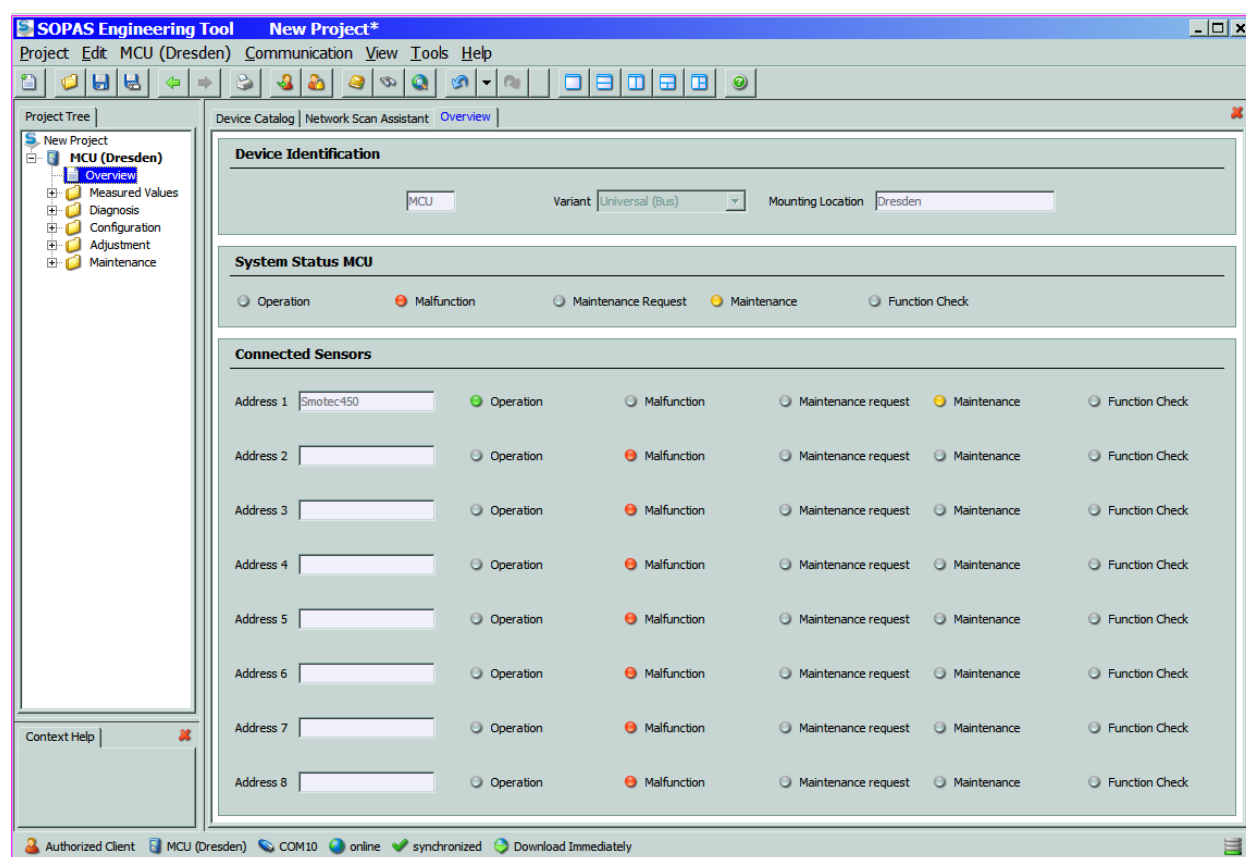 SOPAS Engineering Tool New Project*
Project Edit MCU (Dresden) Communication View Tools Help
Project Tree
New Project
MCU (Dresden)
Overview
Measured Values
Diagnosis
Configuration
Adjustment
Maintenance
Context Help
Device Catalog Network Scan Assistant Overview
Device Identification
MCU Variant Universal (Bus) Mounting Location Dresden
System Status MCU
Operation Malfunction Maintenance Request Maintenance Function Check
Connected Sensors
Address 1 Smotec450 Operation Malfunction Maintenance request Maintenance Function Check
Address 2 Operation Malfunction Maintenance request Maintenance Function Check
Address 3 Operation Malfunction Maintenance request Maintenance Function Check
Address 4 Operation Malfunction Maintenance request Maintenance Function Check
Address 5 Operation Malfunction Maintenance request Maintenance Function Check
Address 6 Operation Malfunction Maintenance request Maintenance Function Check
Address 7 Operation Malfunction Maintenance request Maintenance Function Check
Address 8 Operation Malfunction Maintenance request Maintenance Function Check
Authorized Client MCU (Dresden) COM10 online synchronized Download Immediately